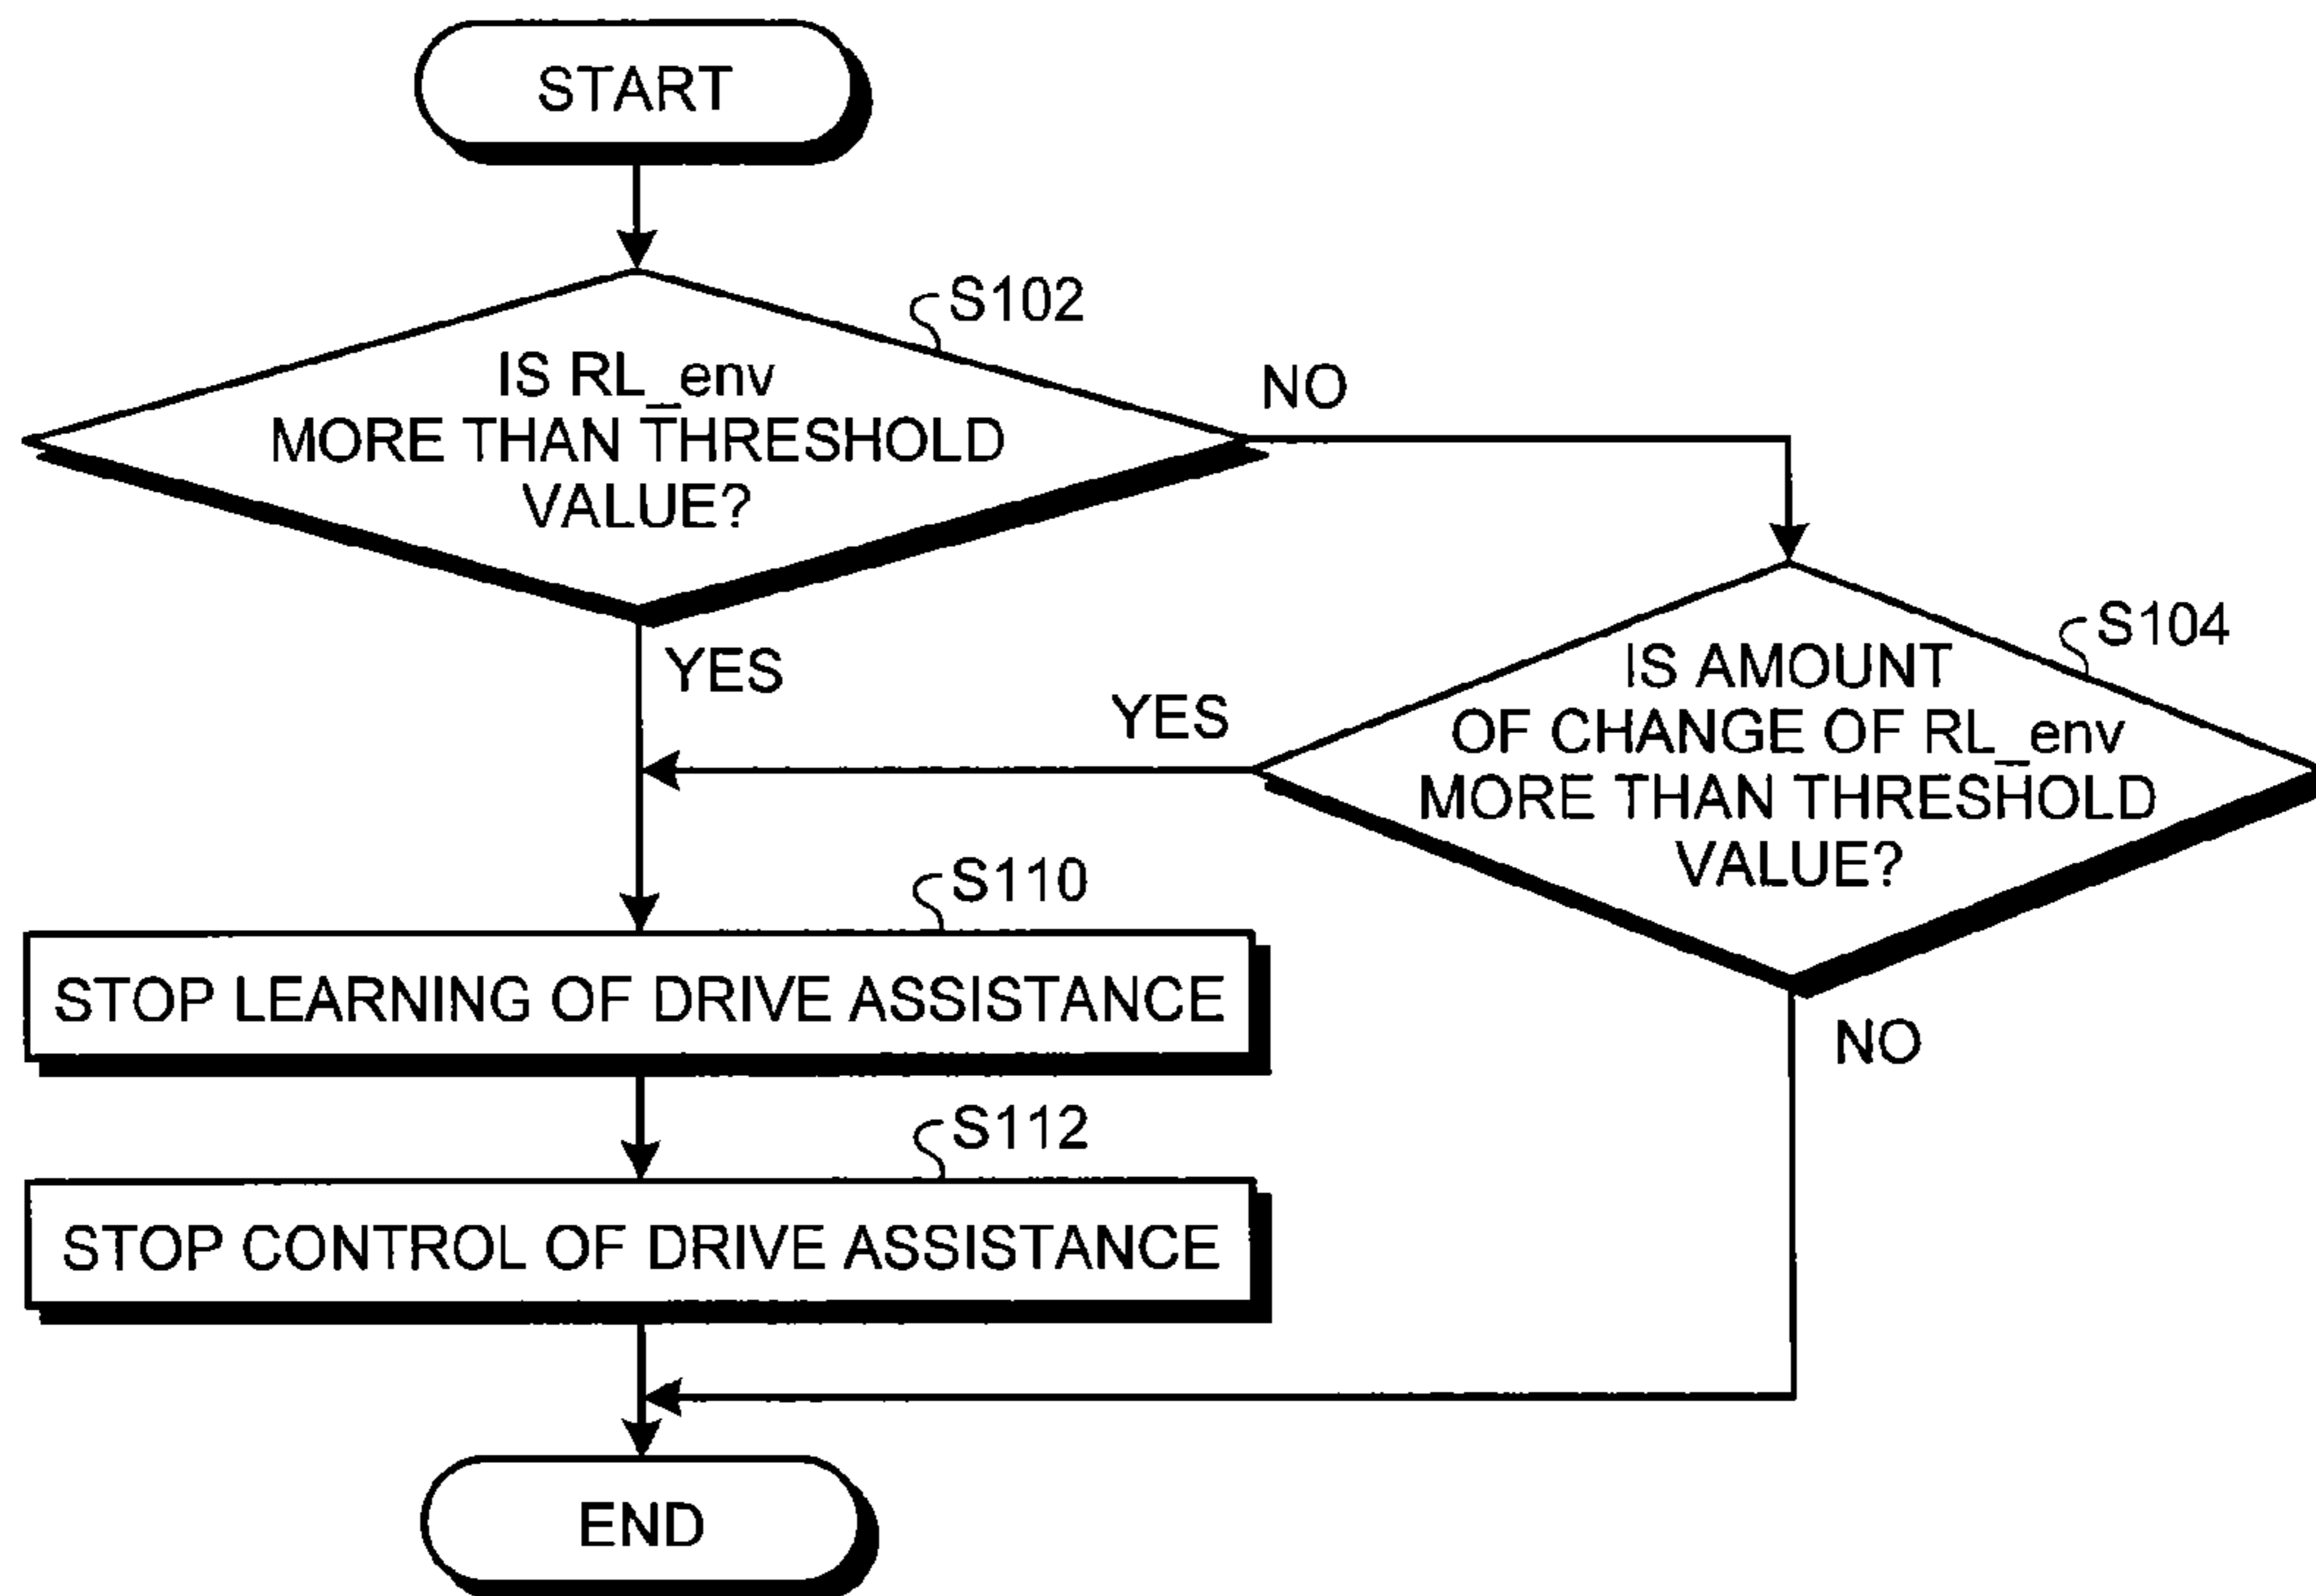 START
S102
IS RL_env
MORE THAN THRESHOLD
VALUE?
NO
YES
S104
IS AMOUNT
OF CHANGE OF RL_env
MORE THAN THRESHOLD
VALUE?
YES
NO
S110
STOP LEARNING OF DRIVE ASSISTANCE
S112
STOP CONTROL OF DRIVE ASSISTANCE
END